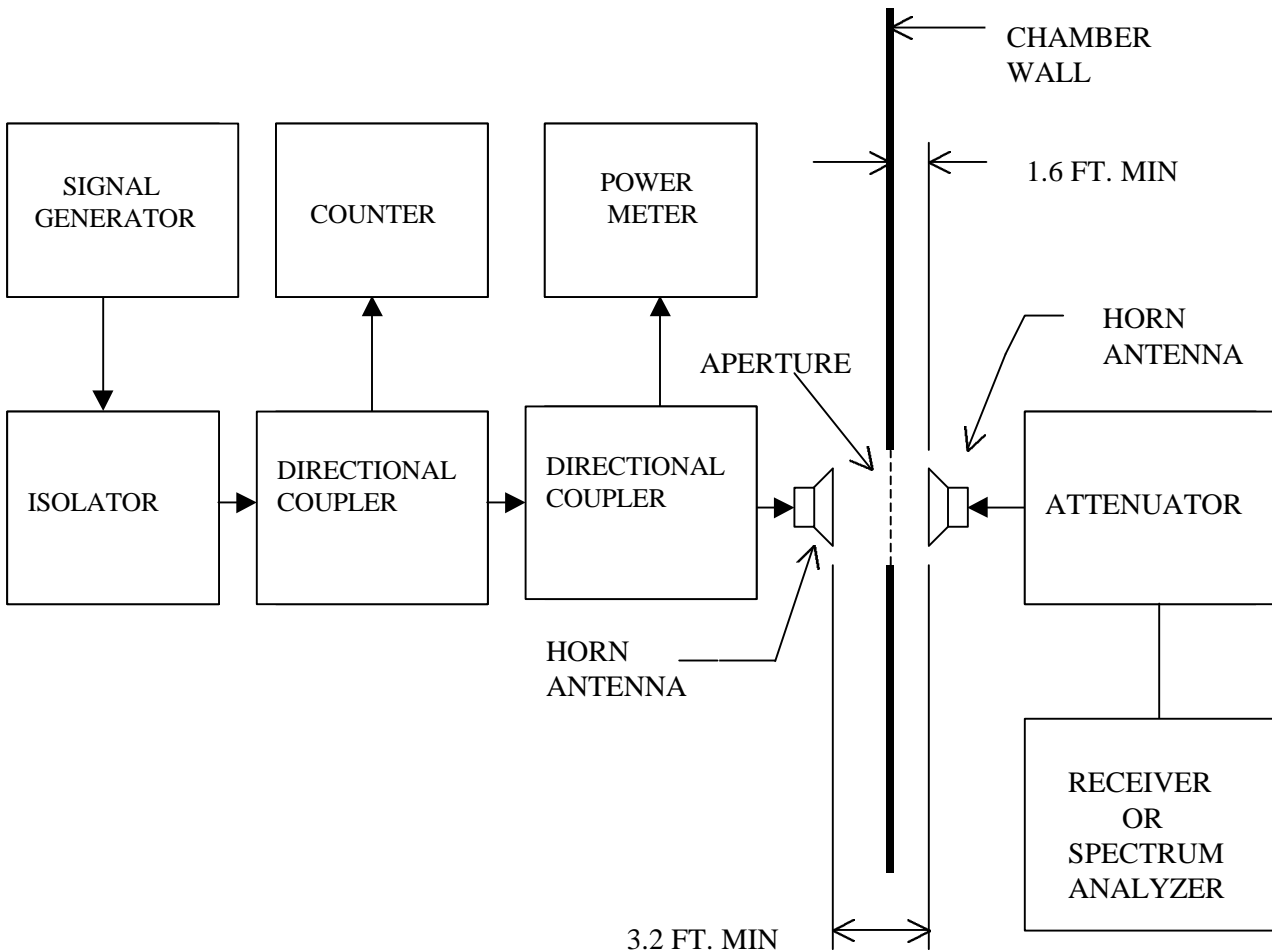 CHAMBER
WALL
1.6 FT. MIN
SIGNAL
GENERATOR
COUNTER
POWER
METER
HORN
ANTENNA
APERTURE
ISOLATOR
DIRECTIONAL
COUPLER
DIRECTIONAL
COUPLER
ATTENUATOR
HORN
ANTENNA
RECEIVER
OR
SPECTRUM
ANALYZER
3.2 FT. MIN